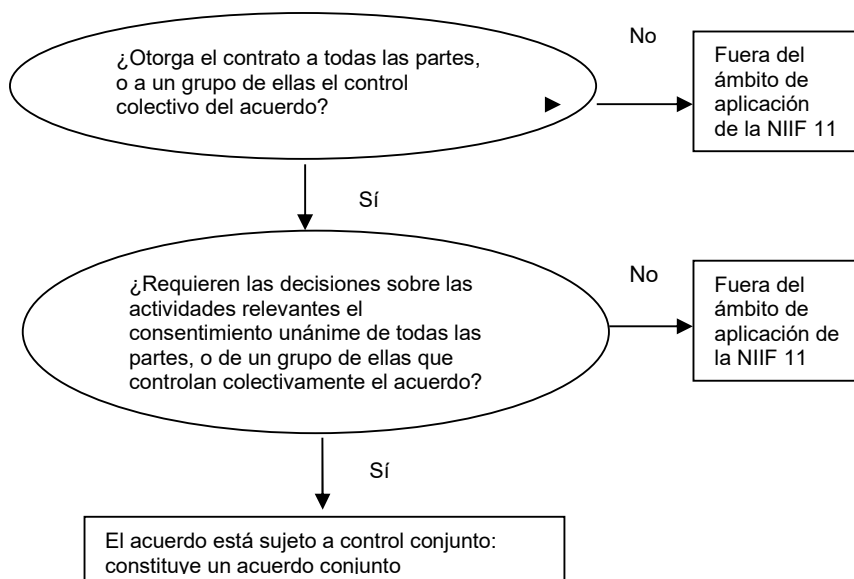 ¿Otorga el contrato a todas las partes,
o a un grupo de ellas el control
colectivo del acuerdo?
No
Fuera del
ámbito de
aplicación
de la NIIF 11
Sí
¿Requieren las decisiones sobre las
actividades relevantes el
consentimiento unánime de todas las
partes, o de un grupo de ellas que
controlan colectivamente el acuerdo?
No
Fuera del
ámbito de
aplicación de
la NIIF 11
Sí
El acuerdo está sujeto a control conjunto:
constituye un acuerdo conjunto